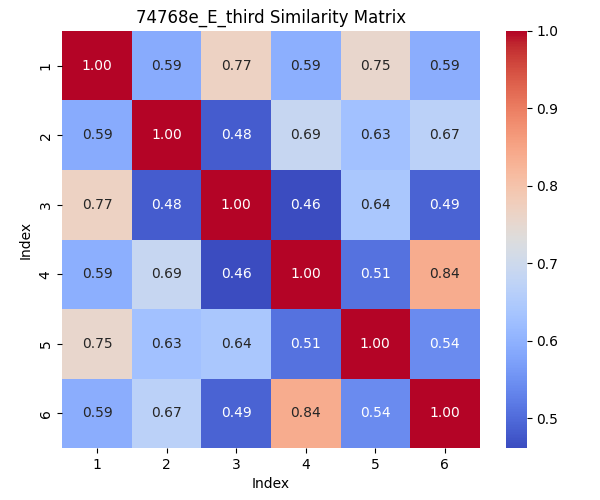 74768e_E_third Similarity Matrix
1 1.00 0.59 0.77 0.59 0.75 0.59
2 0.59 1.00 0.48 0.69 0.63 0.67
3 0.77 0.48 1.00 0.46 0.64 0.49
4 0.59 0.69 0.46 1.00 0.51 0.84
5 0.75 0.63 0.64 0.51 1.00 0.54
6 0.59 0.67 0.49 0.84 0.54 1.00
1 2 3 4 5 6
Index
Index
1.0
0.9
0.8
0.7
0.6
0.5